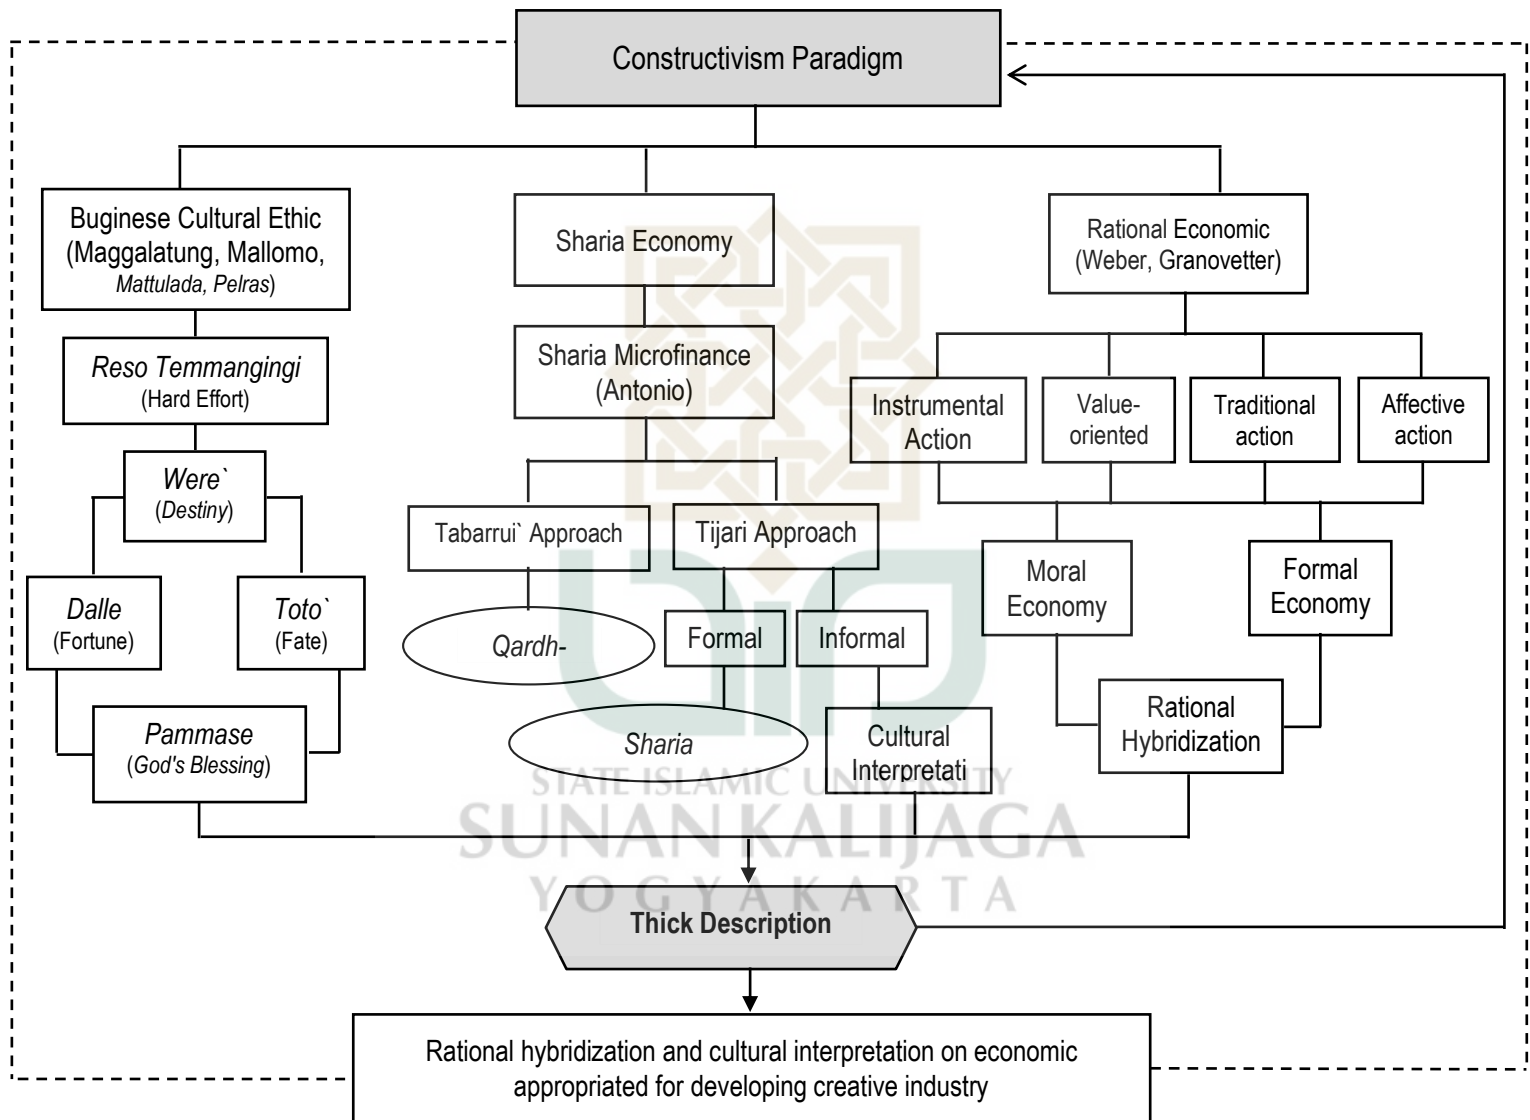 Constructivism Paradigm
Buginese Cultural Ethic
(Maggalatung, Mallomo,
Mattulada, Pelras)
Reso Temmangingi
(Hard Effort)
Were`
(Destiny)
Dalle
(Fortune)
Toto`
(Fate)
Pammase
(God's Blessing)
Sharia Economy
Sharia Microfinance
(Antonio)
Tabarrui` Approach
Tijari Approach
Qardh-
Formal
Informal
Sharia
Cultural
Interpretati
Rational Economic
(Weber, Granovetter)
Instrumental
Action
Value-
oriented
Traditional
action
Affective
action
Moral
Economy
Formal
Economy
Rational
Hybridization
STATE ISLAMIC UNIVERSITY
SUNAN KALIJAGA
YOGYAKARTA
Thick Description
Rational hybridization and cultural interpretation on economic
appropriated for developing creative industry